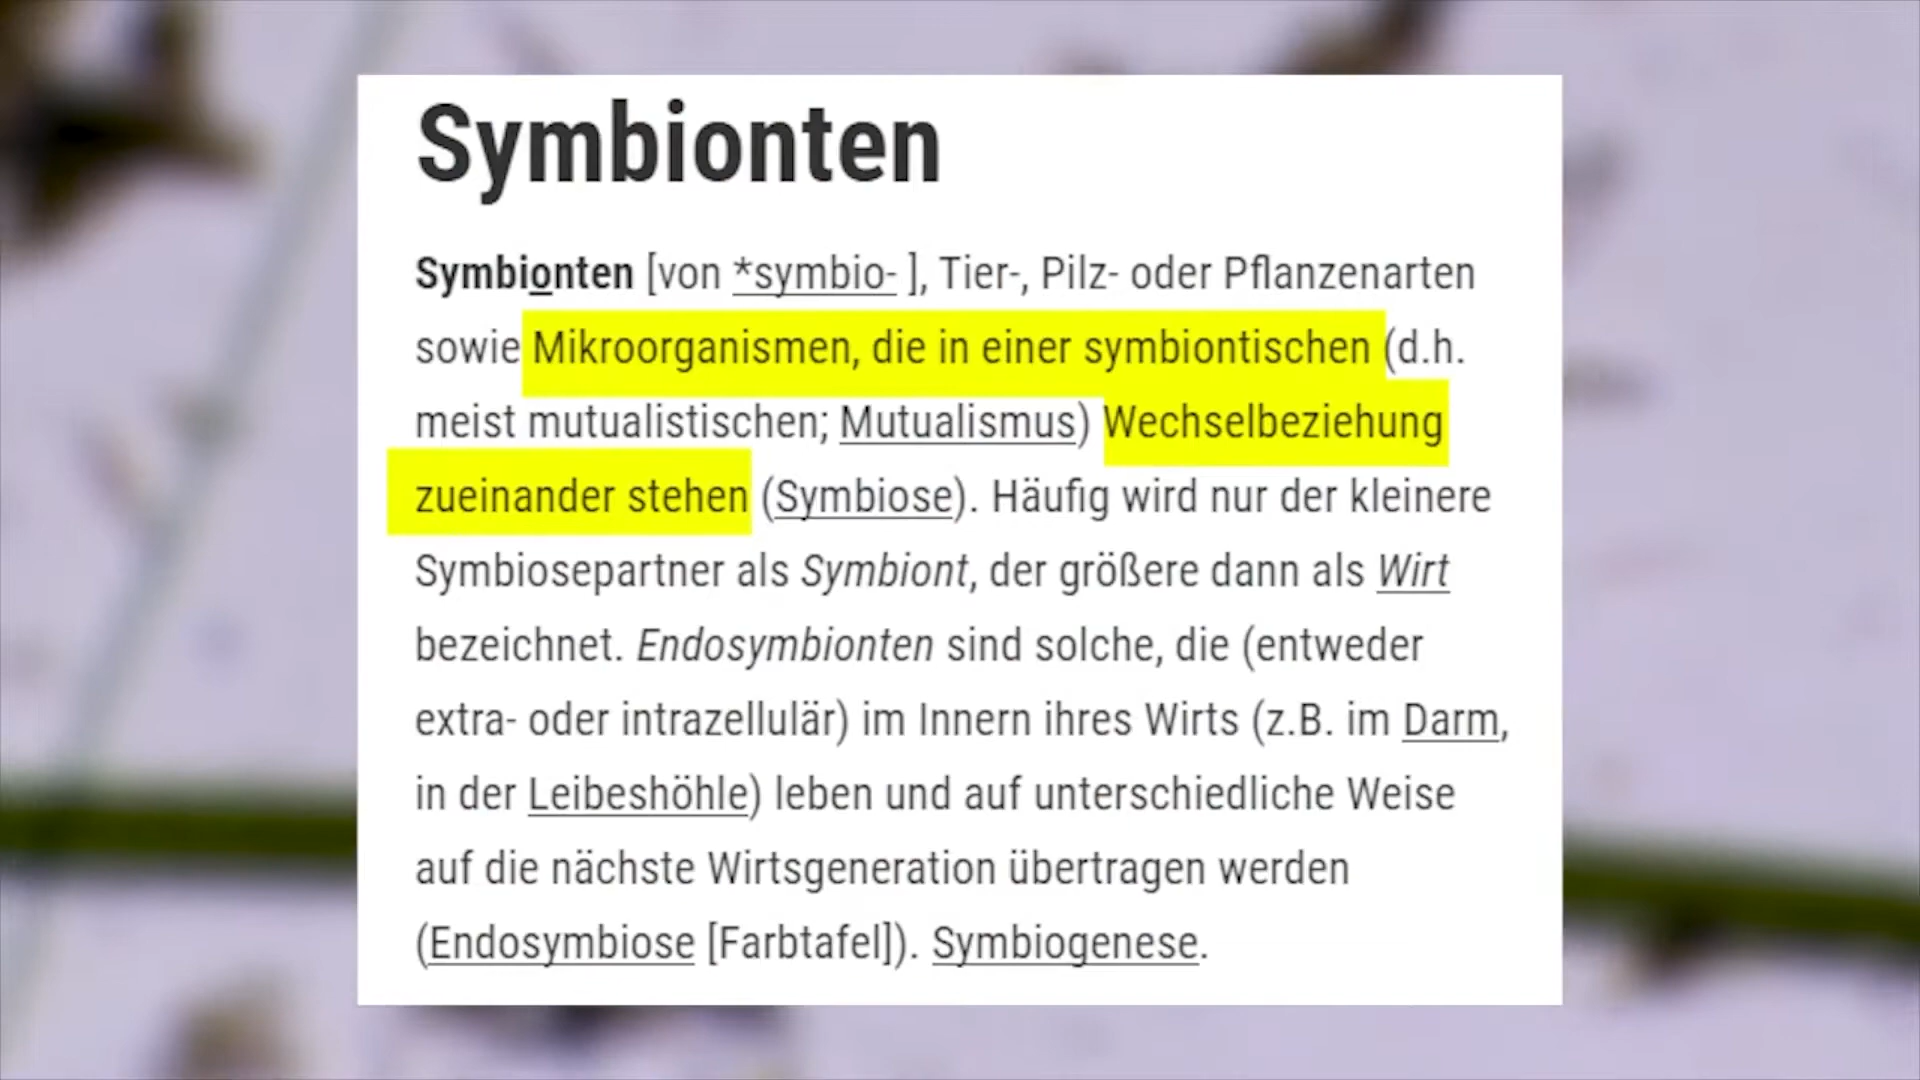 Symbionten
Symbionten [von *symbio- ], Tier-, Pilz- oder Pflanzenarten
sowie Mikroorganismen, die in einer symbiontischen (d.h.
meist mutualistischen; Mutualismus) Wechselbeziehung
zueinander stehen (Symbiose). Häufig wird nur der kleinere
Symbiosepartner als Symbiont, der größere dann als Wirt
bezeichnet. Endosymbionten sind solche, die (entweder
extra- oder intrazellulär) im Innern ihres Wirts (z.B. im Darm,
in der Leibeshöhle) leben und auf unterschiedliche Weise
auf die nächste Wirtsgeneration übertragen werden
(Endosymbiose [Farbtafel]). Symbiogenese.